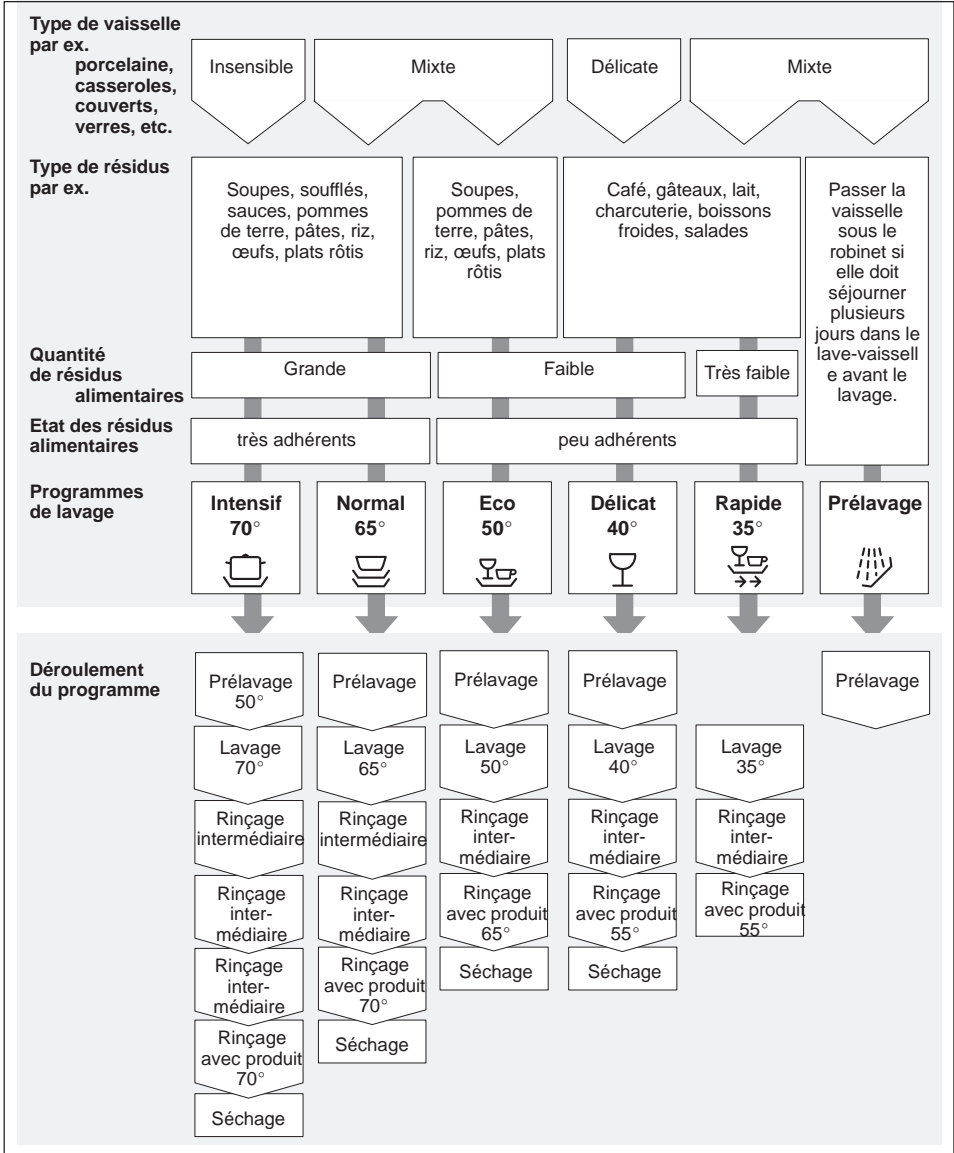 Type de vaisselle
par ex.
porcelaine,
casseroles,
couverts,
verres, etc.
Insensible
Mixte
Délicate
Mixte
Type de résidus
par ex.
Soupes, soufflés,
sauces, pommes
de terre, pâtes, riz,
œufs, plats rôtis
Soupes,
pommes de
terre, pâtes,
riz, œufs, plats
rôtis
Café, gâteaux, lait,
charcuterie, boissons
froides, salades
Passer la
vaisselle
sous le
robinet si
elle doit
séjourner
plusieurs
jours dans le
lave-vaissell
e avant le
lavage.
Quantité
de résidus
alimentaires
Grande
Faible
Très faible
Etat des résidus
alimentaires
très adhérents
peu adhérents
Programmes
de lavage
Intensif
70°
Normal
65°
Eco
50°
Délicat
40°
Rapide
35°
Prélavage
Déroulement
du programme
Prélavage
50°
Lavage
70°
Rinçage
intermédiaire
Rinçage
inter-
médiaire
Rinçage
inter-
médiaire
Rinçage
avec produit
70°
Séchage
Prélavage
Lavage
65°
Rinçage
intermédiaire
Rinçage
inter-
médiaire
Rinçage
avec produit
70°
Séchage
Prélavage
Lavage
50°
Rinçage
inter-
médiaire
Rinçage
avec produit
65°
Séchage
Prélavage
Lavage
40°
Rinçage
inter-
médiaire
Rinçage
avec produit
55°
Séchage
Lavage
35°
Rinçage
inter-
médiaire
Rinçage
avec produit
55°
Prélavage